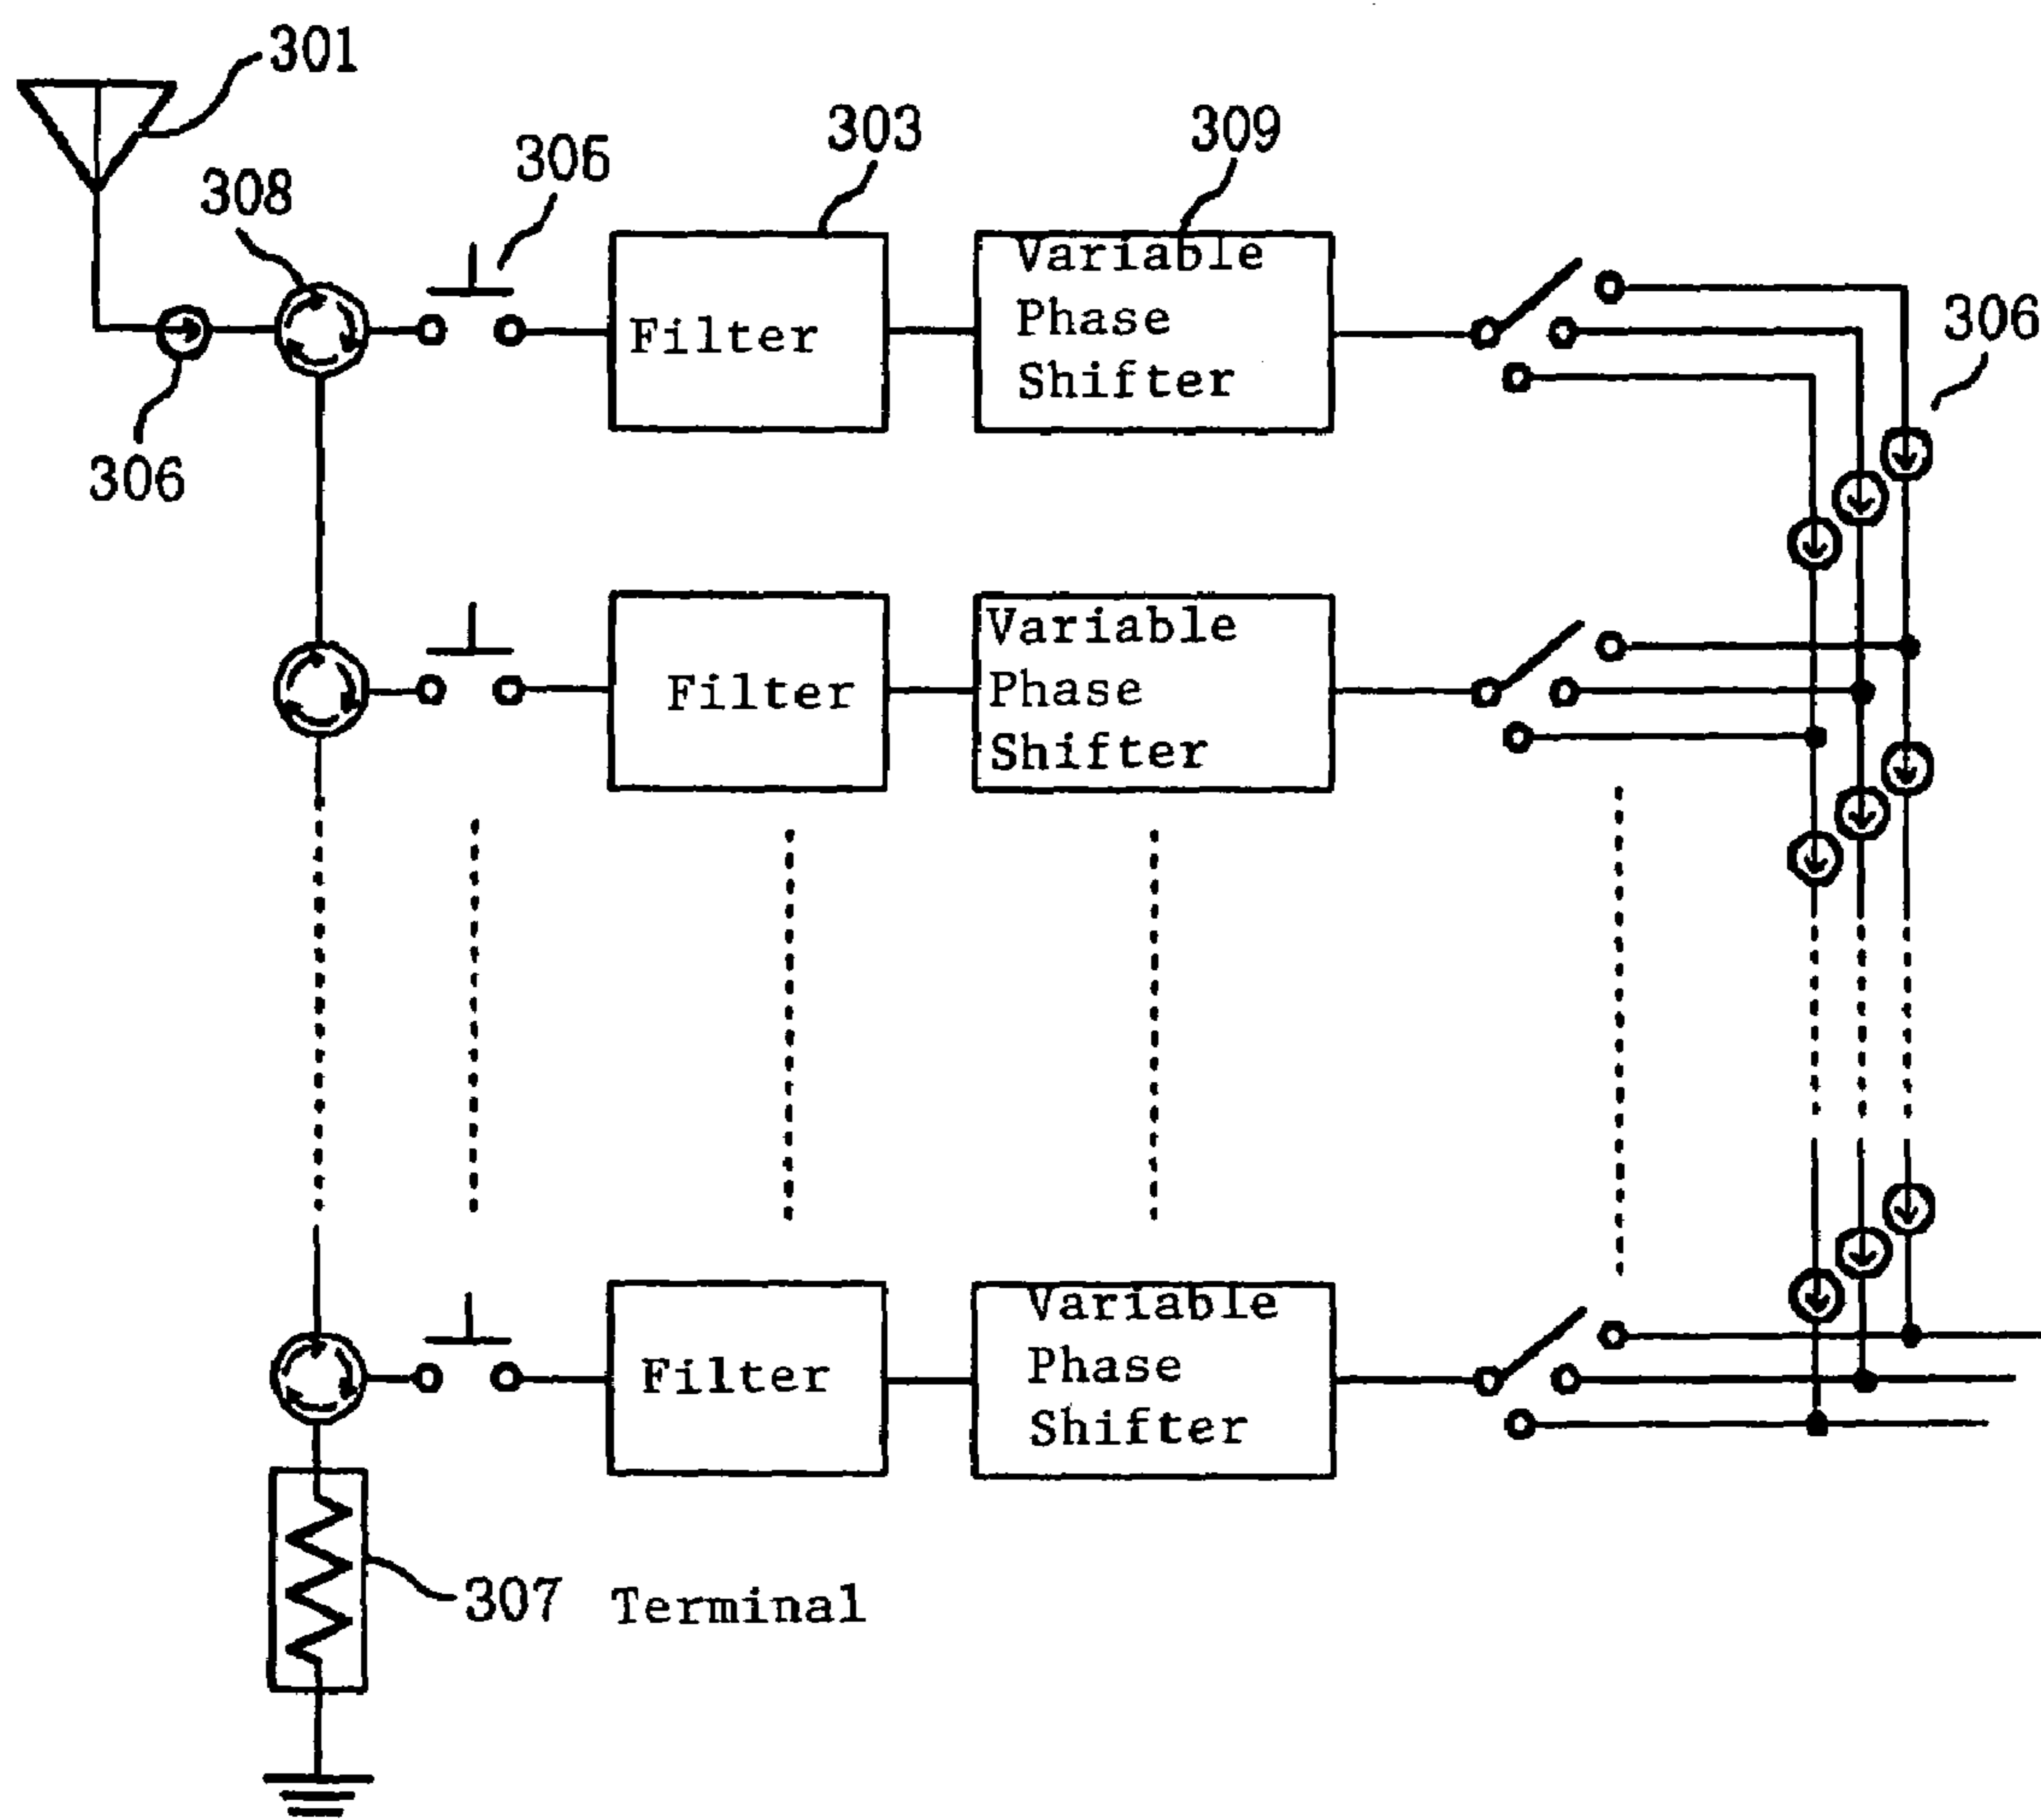 301
308
305
303
309
306
306
Filter
Variable
Phase
Shifter
Filter
Variable
Phase
Shifter
Filter
Variable
Phase
Shifter
307 Terminal